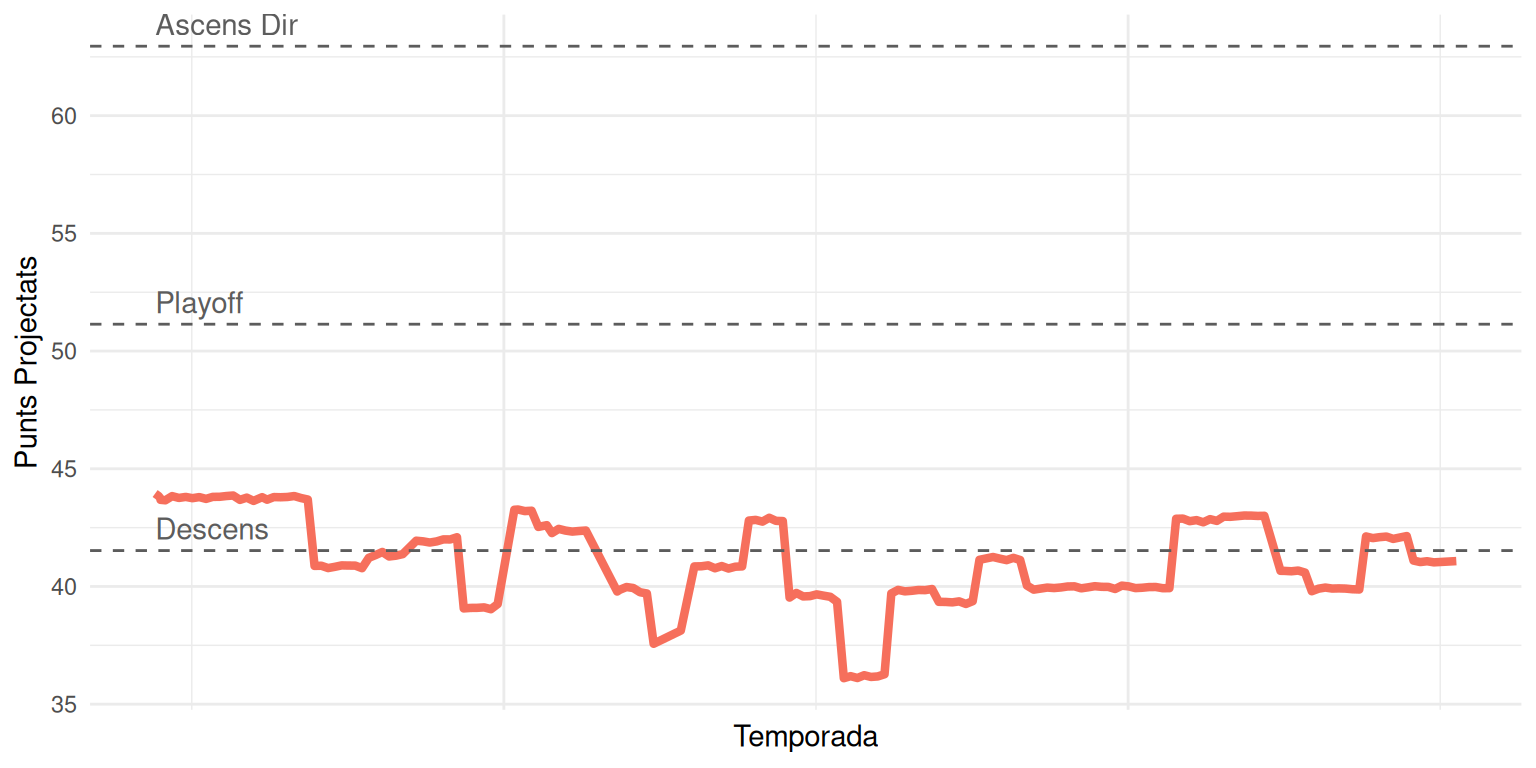 Ascens Dir
60
55
Playoff
50
45
Descens
40
35
Punts Projectats
Temporada